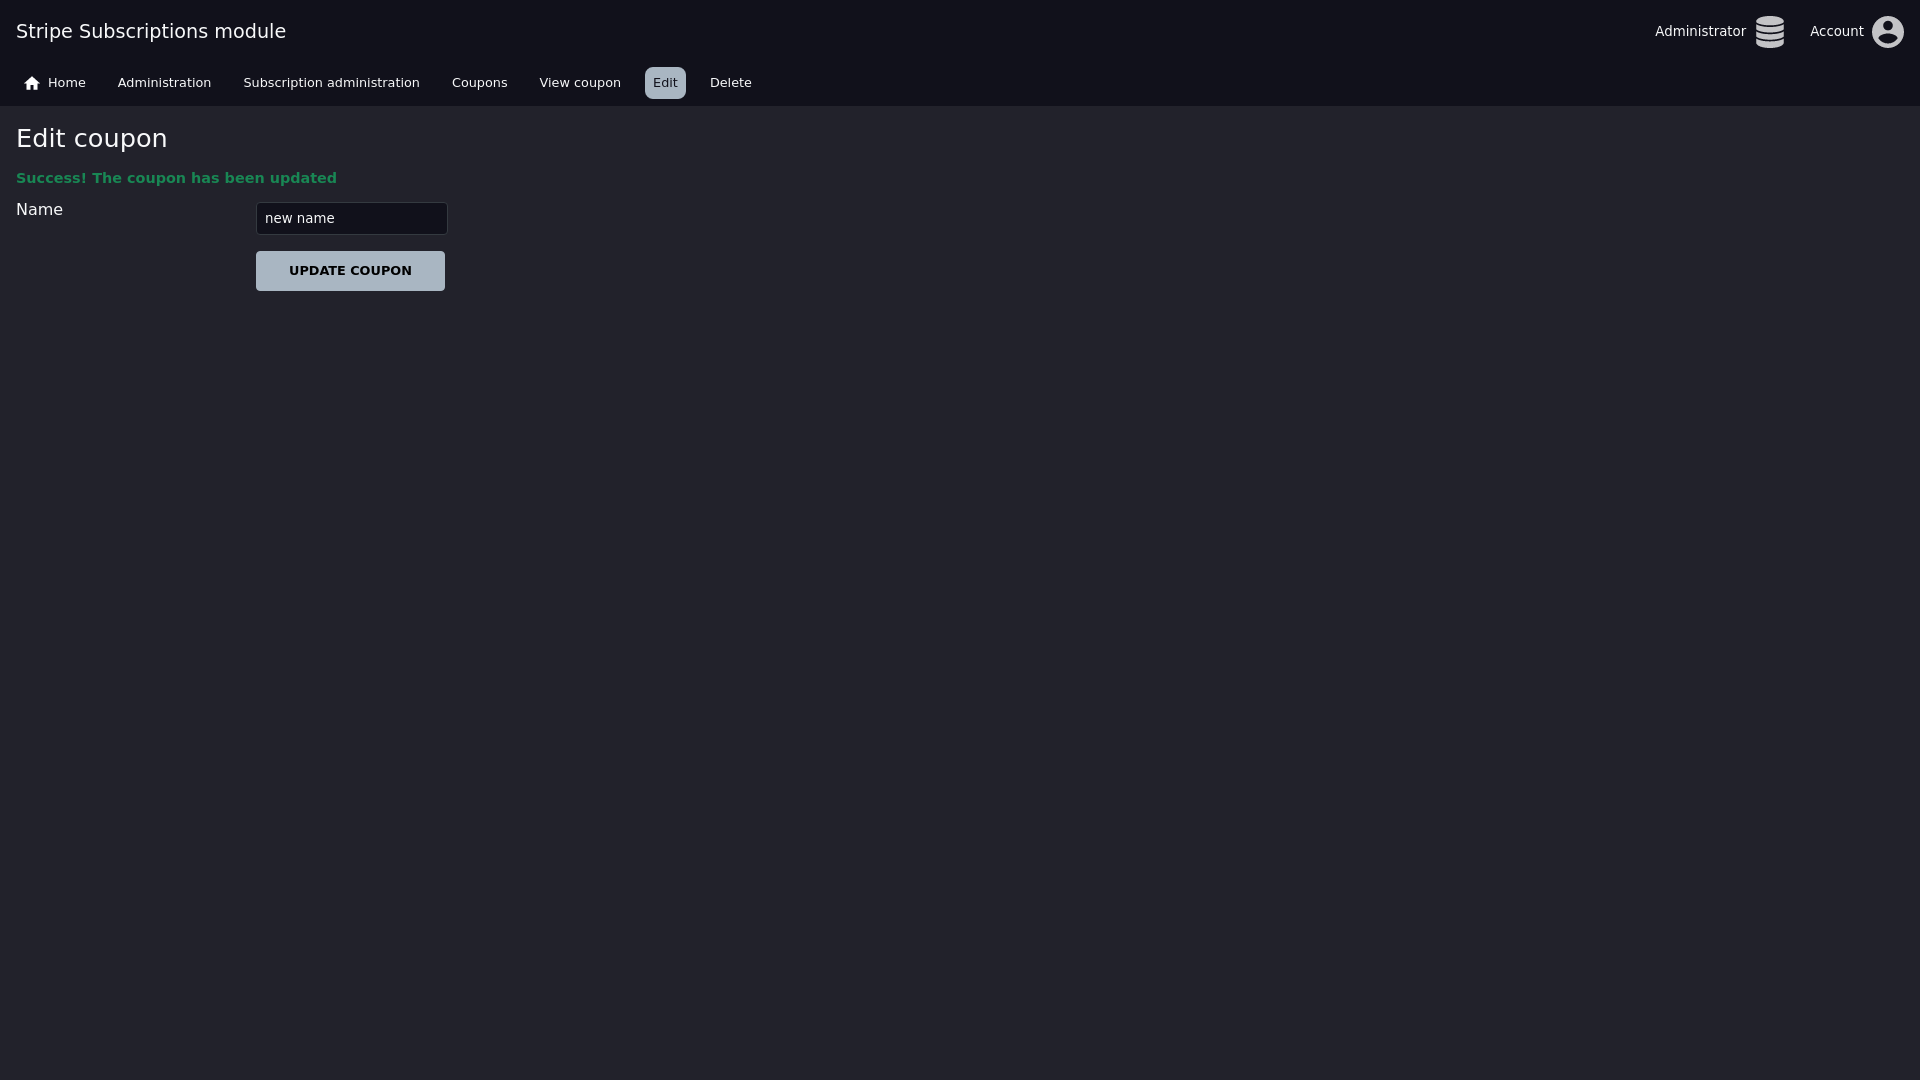 Stripe Subscriptions module
Administrator
Account
Home
Administration
Subscription administration
Coupons
View coupon
Edit
Delete
Edit coupon
Success! The coupon has been updated
Name
new name
UPDATE COUPON